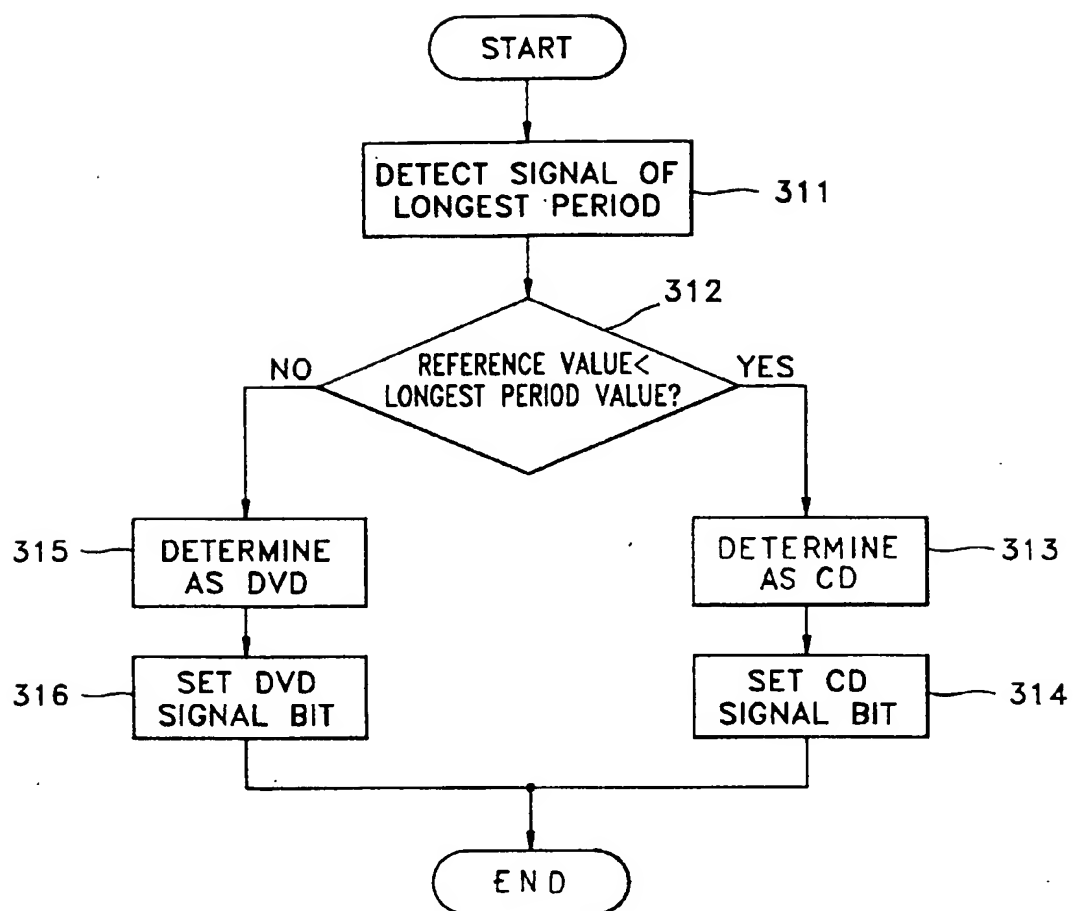 START
DETECT SIGNAL OF
LONGEST PERIOD
311
312
REFERENCE VALUE<
LONGEST PERIOD VALUE?
NO
YES
315
DETERMINE
AS DVD
DETERMINE
AS CD
313
316
SET DVD
SIGNAL BIT
SET CD
SIGNAL BIT
314
END